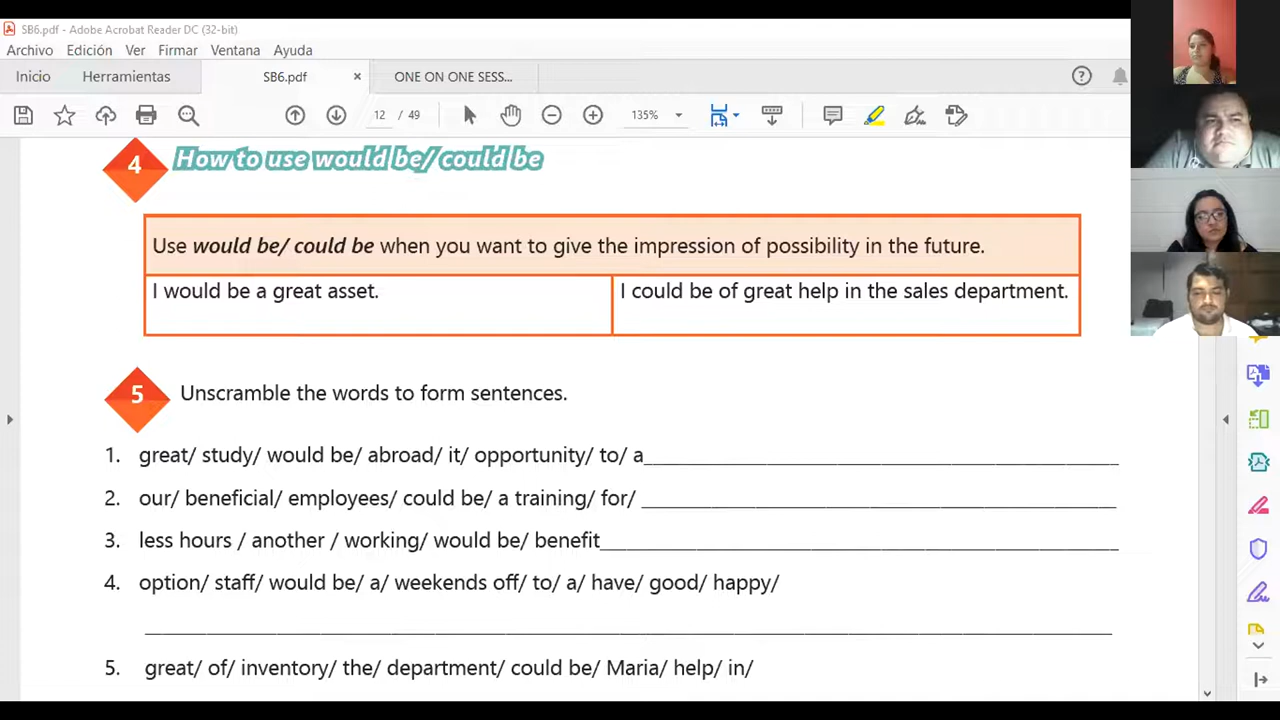 SB6.pdf - Adobe Acrobat Reader DC (32-bit)
Archivo Edición Ver Firmar Ventana Ayuda
Inicio Herramientas SB6.pdf × ONE ON ONE SESS...
12 / 49 135%
4 How to use would be/ could be
Use would be/ could be when you want to give the impression of possibility in the future.
I would be a great asset. I could be of great help in the sales department.
5 Unscramble the words to form sentences.
1. great/ study/ would be/ abroad/ it/ opportunity/ to/ a
2. our/ beneficial/ employees/ could be/ a training/ for/
3. less hours / another / working/ would be/ benefit
4. option/ staff/ would be/ a/ weekends off/ to/ a/ have/ good/ happy/
5. great/ of/ inventory/ the/ department/ could be/ Maria/ help/ in/